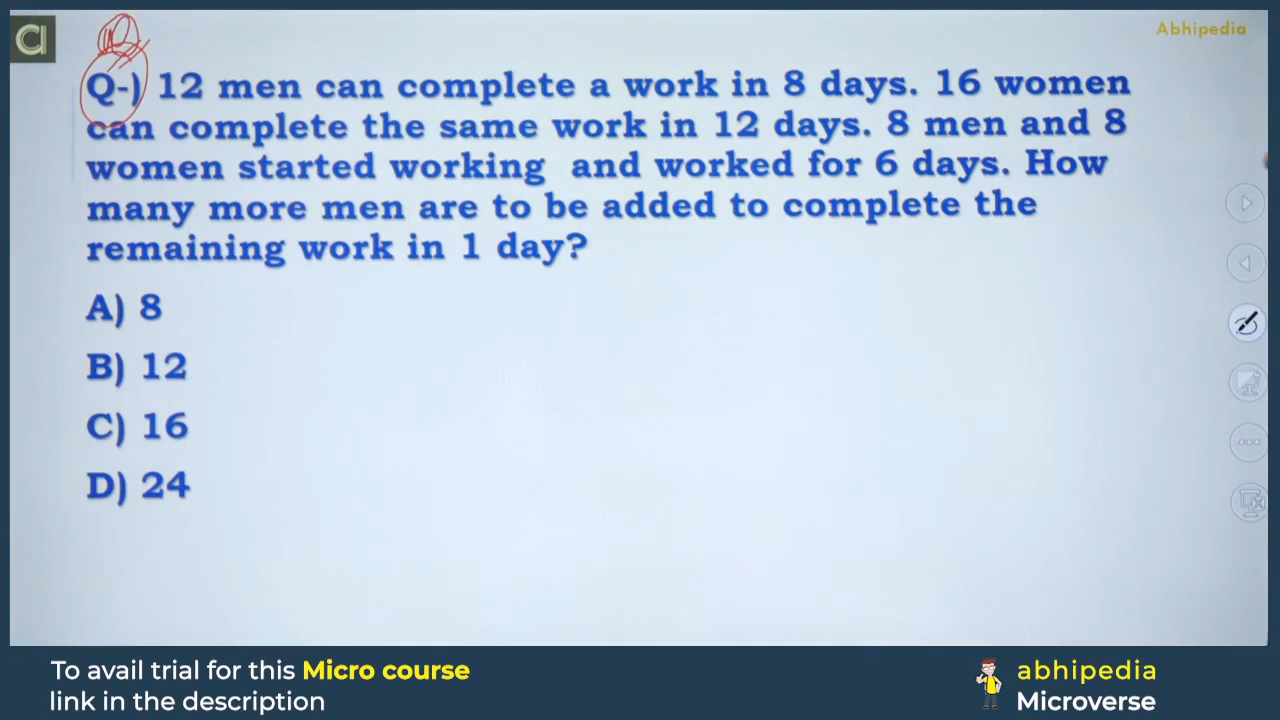 Abhipedia
Q-) 12 men can complete a work in 8 days. 16 women
can complete the same work in 12 days. 8 men and 8
women started working and worked for 6 days. How
many more men are to be added to complete the
remaining work in 1 day?
A) 8
B) 12
C) 16
D) 24
To avail trial for this Micro course
link in the description
abhipedia
Microverse